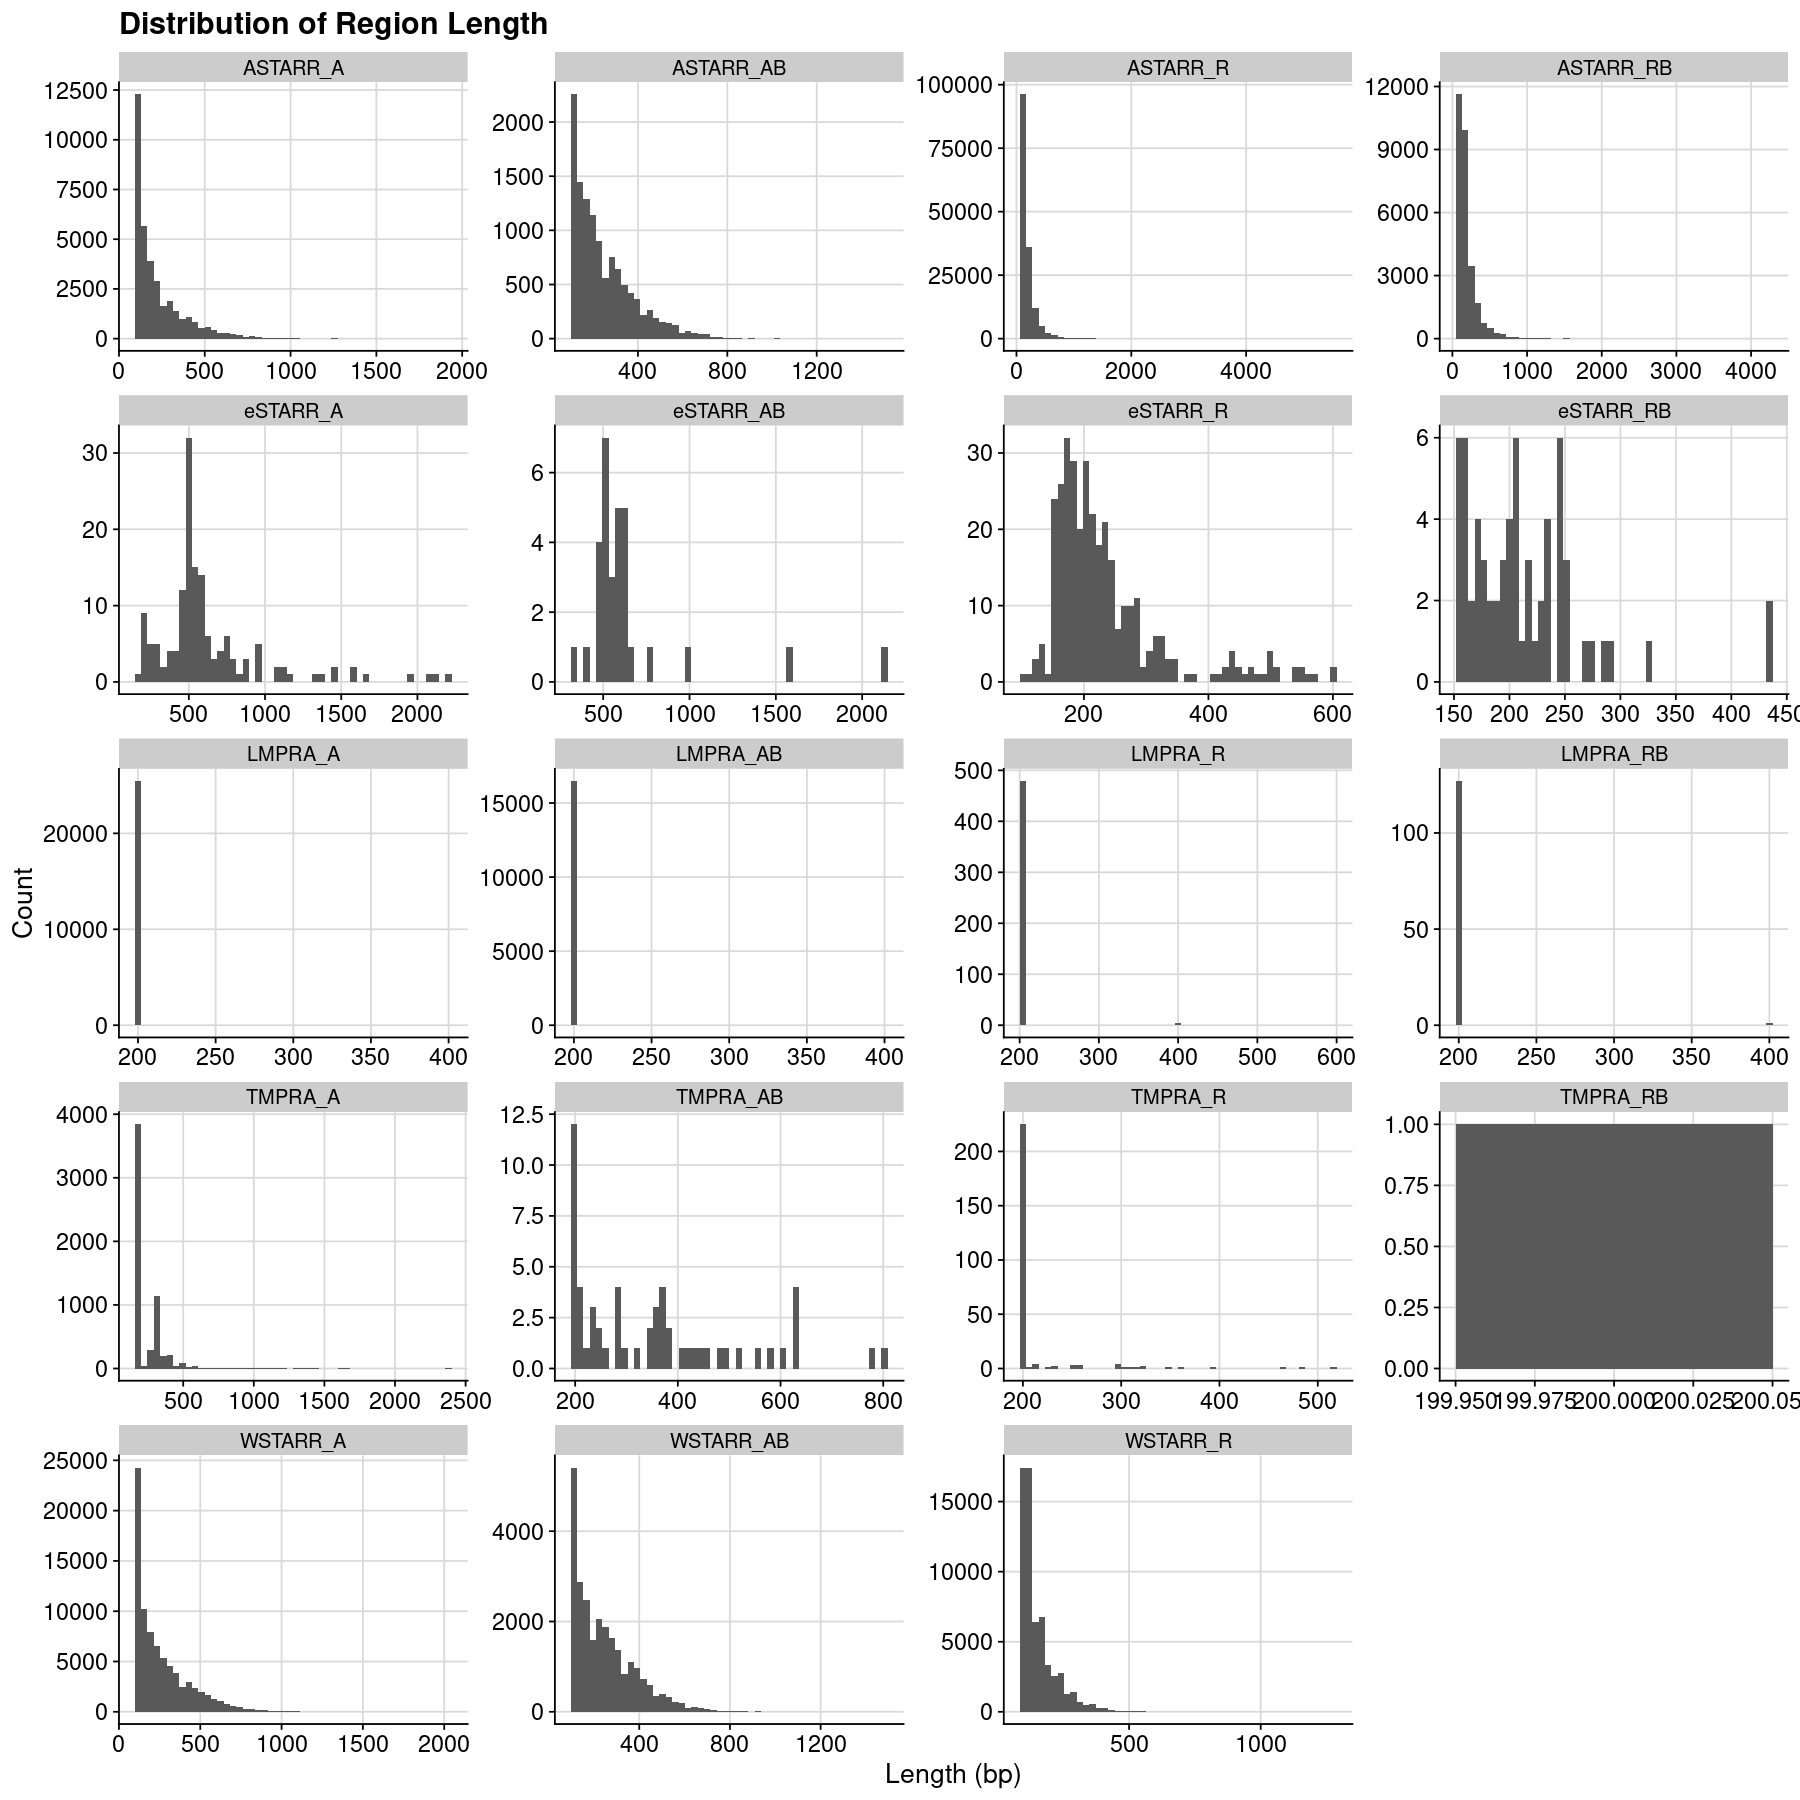 Distribution of Region Length
ASTARR_A ASTARR_AB ASTARR_R ASTARR_RB
12500 10000 7500 5000 2500 0
0 500 1000 1500 2000
2000 1500 1000 500 0
400 800 1200
100000 75000 50000 25000 0
0 2000 4000
12000 9000 6000 3000 0
0 1000 2000 3000 4000
eSTARR_A eSTARR_AB eSTARR_R eSTARR_RB
30 20 10 0
500 1000 1500 2000
6 4 2 0
500 1000 1500 2000
30 20 10 0
200 400 600
6 4 2 0
150 200 250 300 350 400 450
LMPRA_A LMPRA_AB LMPRA_R LMPRA_RB
20000 10000 0
200 250 300 350 400
15000 10000 5000 0
200 250 300 350 400
500 400 300 200 100 0
200 300 400 500 600
100 50 0
200 250 300 350 400
Count
TMPRA_A TMPRA_AB TMPRA_R TMPRA_RB
4000 3000 2000 1000 0
500 1000 1500 2000 2500
12.5 10.0 7.5 5.0 2.5 0.0
200 400 600 800
200 150 100 50 0
200 300 400 500
1.00 0.75 0.50 0.25 0.00
199.950 199.975 200.000 200.025 200.05
WSTARR_A WSTARR_AB WSTARR_R
25000 20000 15000 10000 5000 0
0 500 1000 1500 2000
4000 2000 0
400 800 1200
15000 10000 5000 0
500 1000
Length (bp)